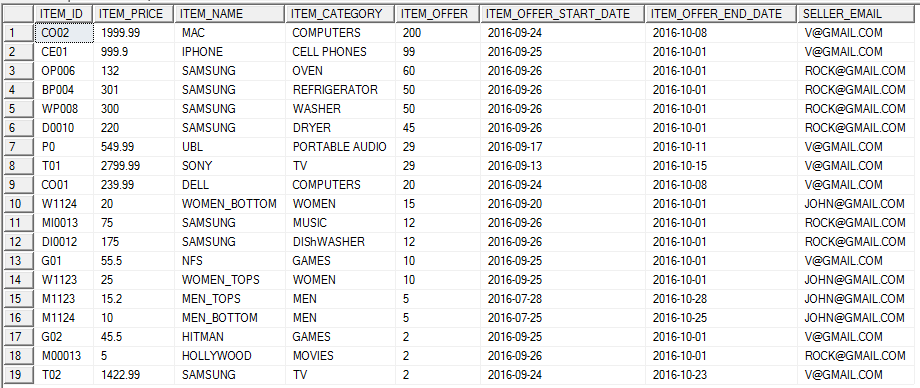 ITEM_ID ITEM_PRICE ITEM_NAME ITEM_CATEGORY ITEM_OFFER ITEM_OFFER_START_DATE ITEM_OFFER_END_DATE SELLER_EMAIL
1 CO02 1999.99 MAC COMPUTERS 200 2016-09-24 2016-10-08 V@GMAIL.COM
2 CE01 999.9 IPHONE CELL PHONES 99 2016-09-24 2016-10-08 V@GMAIL.COM
3 OP006 132 SAMSUNG OVEN 60 2016-09-26 2016-10-01 ROCK@GMAIL.COM
4 BP004 301 SAMSUNG REFRIGERATOR 50 2016-09-26 2016-10-01 ROCK@GMAIL.COM
5 WP008 300 SAMSUNG WASHER 50 2016-09-26 2016-10-01 ROCK@GMAIL.COM
6 D0010 220 SAMSUNG DRYER 45 2016-09-26 2016-10-01 ROCK@GMAIL.COM
7 P0 549.99 UBL PORTABLE AUDIO 29 2016-09-17 2016-10-11 V@GMAIL.COM
8 T01 2799.99 SONY TV 29 2016-09-13 2016-10-15 V@GMAIL.COM
9 CO01 239.99 DELL COMPUTERS 20 2016-09-24 2016-10-08 V@GMAIL.COM
10 W1124 20 WOMEN_BOTTOM WOMEN 15 2016-09-20 2016-10-01 JOHN@GMAIL.COM
11 MI0013 75 SAMSUNG MUSIC 12 2016-09-26 2016-10-01 ROCK@GMAIL.COM
12 DI0012 175 SAMSUNG DIShWASHER 12 2016-09-26 2016-10-01 ROCK@GMAIL.COM
13 G01 55.5 NFS GAMES 10 2016-09-25 2016-10-01 V@GMAIL.COM
14 W1123 25 WOMEN_TOPS WOMEN 10 2016-09-25 2016-10-01 JOHN@GMAIL.COM
15 M1123 15.2 MEN_TOPS MEN 5 2016-07-28 2016-10-28 JOHN@GMAIL.COM
16 M1124 10 MEN_BOTTOM MEN 5 2016-07-25 2016-10-25 JOHN@GMAIL.COM
17 G02 45.5 HITMAN GAMES 2 2016-09-25 2016-10-01 V@GMAIL.COM
18 M00013 5 HOLLYWOOD MOVIES 2 2016-09-26 2016-10-01 ROCK@GMAIL.COM
19 T02 1422.99 SAMSUNG TV 2 2016-09-24 2016-10-23 V@GMAIL.COM